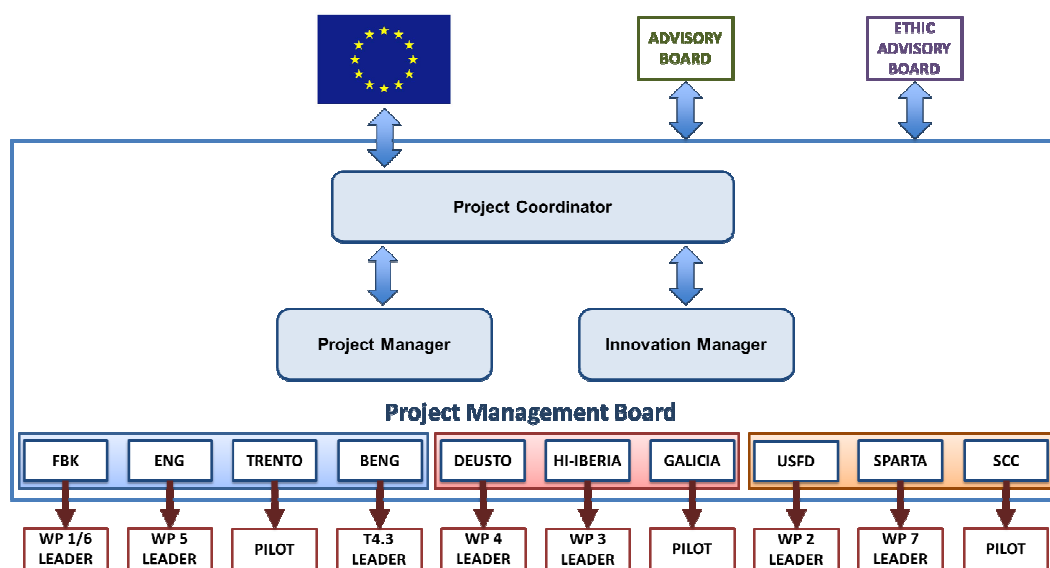 ADVISORY
BOARD
ETHIC
ADVISORY
BOARD
Project Coordinator
Project Manager
Innovation Manager
Project Management Board
FBK
ENG
TRENTO
BENG
DEUSTO
HI-IBERIA
GALICIA
USFD
SPARTA
SCC
WP 1/6
LEADER
WP 5
LEADER
PILOT
T4.3
LEADER
WP 4
LEADER
WP 3
LEADER
PILOT
WP 2
LEADER
WP 7
LEADER
PILOT